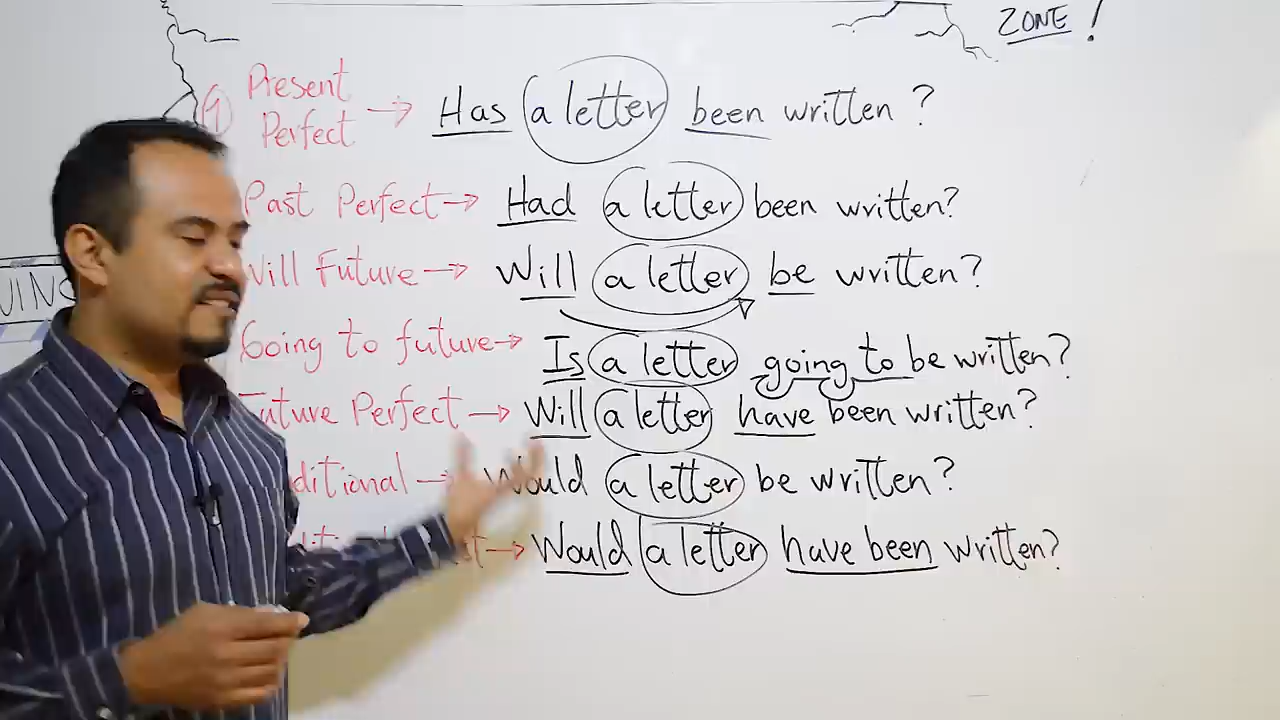 ZONE!
Present
Perfect → Has a letter been written?
Past Perfect → Had a letter been written?
Will Future → Will a letter be written?
Going to future → Is a letter going to be written?
Future Perfect → Will a letter have been written?
ditional → Would a letter be written?
→ Would a letter have been written?